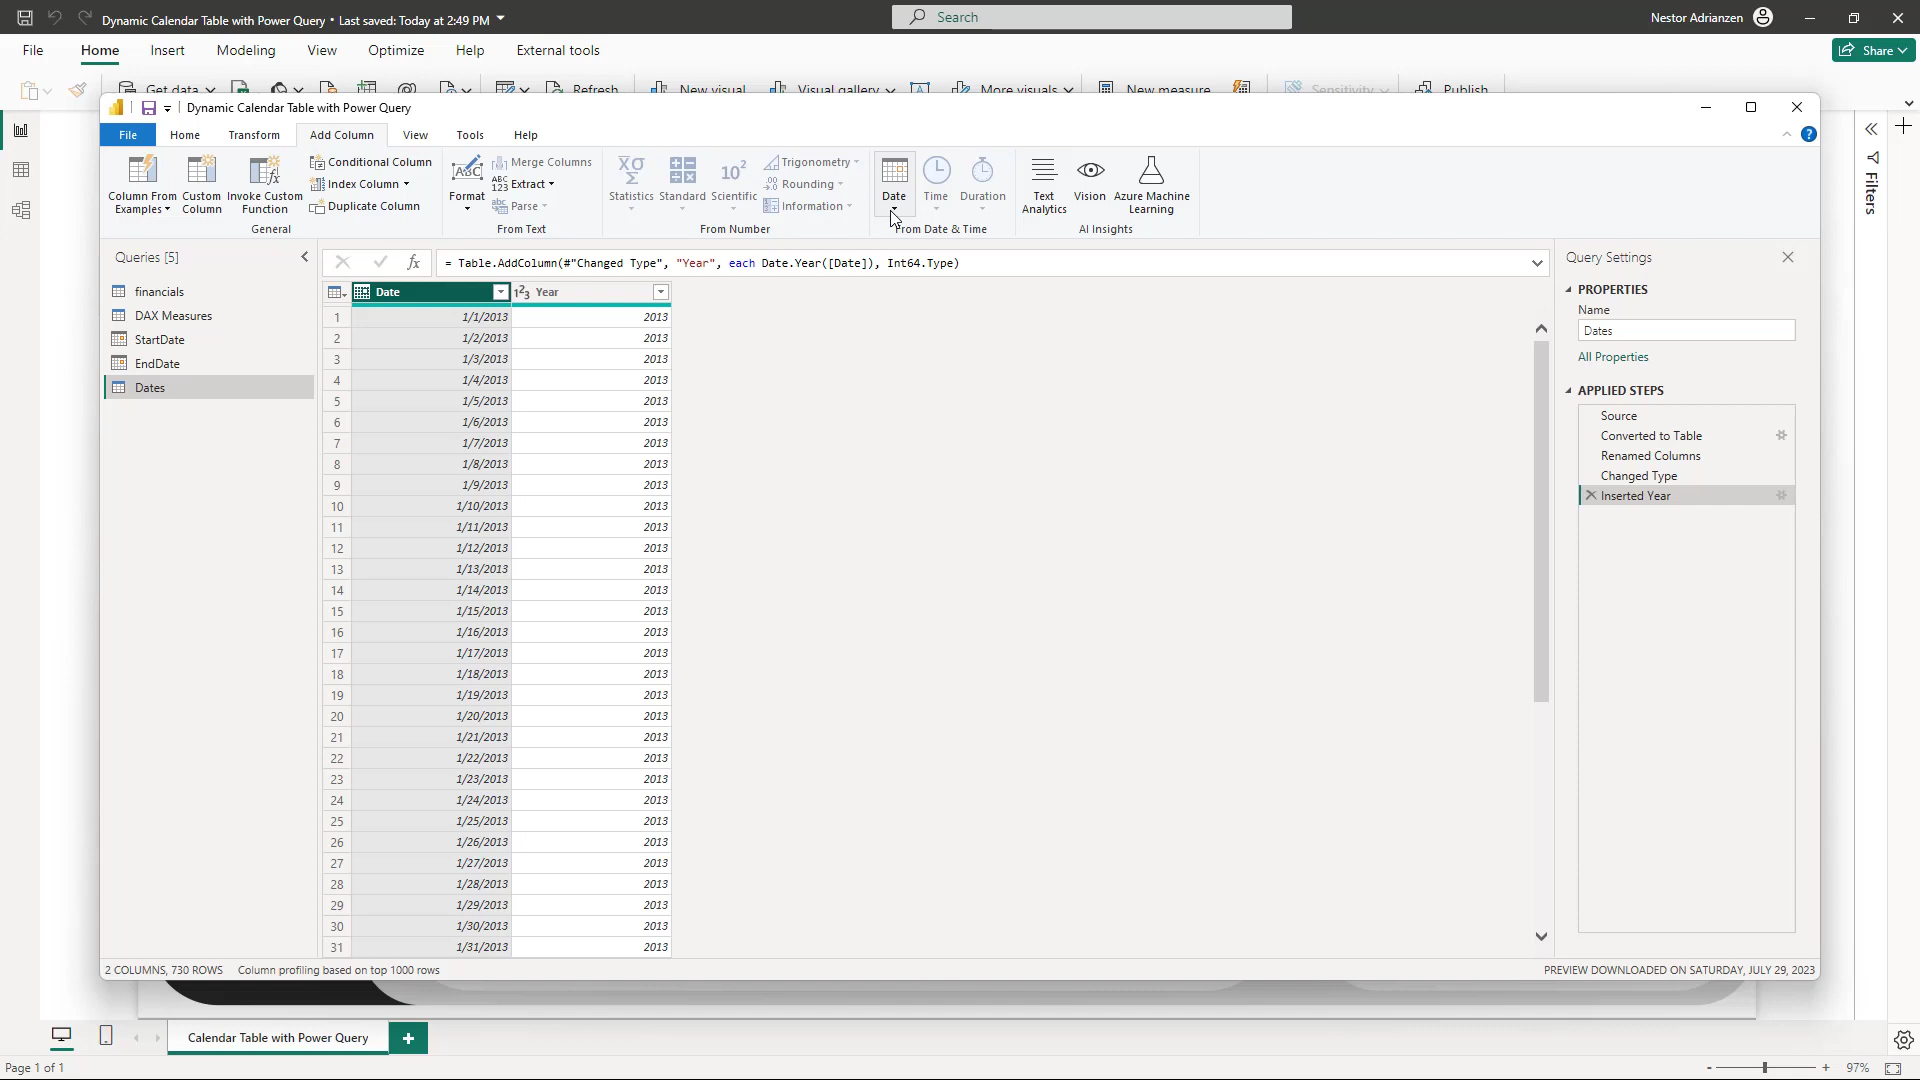 Dynamic Calendar Table with Power Query • Last saved: Today at 2:49 PM
Search
Nestor Adrianzen
File Home Insert Modeling View Optimize Help External tools
Share
Get data Refresh New visual Visual gallery More visuals New measure Sensitivity Publish
Dynamic Calendar Table with Power Query
File Home Transform Add Column View Tools Help
Column From Examples
Custom Column
Invoke Custom Function
Conditional Column
Index Column
Duplicate Column
General
Format
Merge Columns
Extract
Parse
From Text
Statistics
Standard
Scientific
Trigonometry
Rounding
Information
From Number
Date
Time
Duration
From Date & Time
Text Analytics
Vision
Azure Machine Learning
AI Insights
Filters
Queries [5]
financials
DAX Measures
StartDate
EndDate
Dates
= Table.AddColumn(#"Changed Type", "Year", each Date.Year([Date]), Int64.Type)
Date 123 Year
1 1/1/2013 2013
2 1/2/2013 2013
3 1/3/2013 2013
4 1/4/2013 2013
5 1/5/2013 2013
6 1/6/2013 2013
7 1/7/2013 2013
8 1/8/2013 2013
9 1/9/2013 2013
10 1/10/2013 2013
11 1/11/2013 2013
12 1/12/2013 2013
13 1/13/2013 2013
14 1/14/2013 2013
15 1/15/2013 2013
16 1/16/2013 2013
17 1/17/2013 2013
18 1/18/2013 2013
19 1/19/2013 2013
20 1/20/2013 2013
21 1/21/2013 2013
22 1/22/2013 2013
23 1/23/2013 2013
24 1/24/2013 2013
25 1/25/2013 2013
26 1/26/2013 2013
27 1/27/2013 2013
28 1/28/2013 2013
29 1/29/2013 2013
30 1/30/2013 2013
31 1/31/2013 2013
Query Settings
PROPERTIES
Name
Dates
All Properties
APPLIED STEPS
Source
Converted to Table
Renamed Columns
Changed Type
Inserted Year
2 COLUMNS, 730 ROWS Column profiling based on top 1000 rows
PREVIEW DOWNLOADED ON SATURDAY, JULY 29, 2023
Calendar Table with Power Query
Page 1 of 1
97%